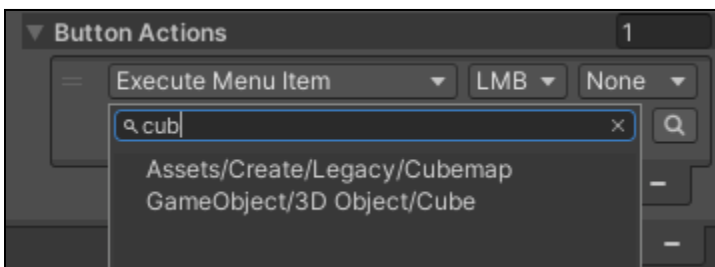 Button Actions 1
Execute Menu Item LMB None
cub
Assets/Create/Legacy/Cubemap
GameObject/3D Object/Cube